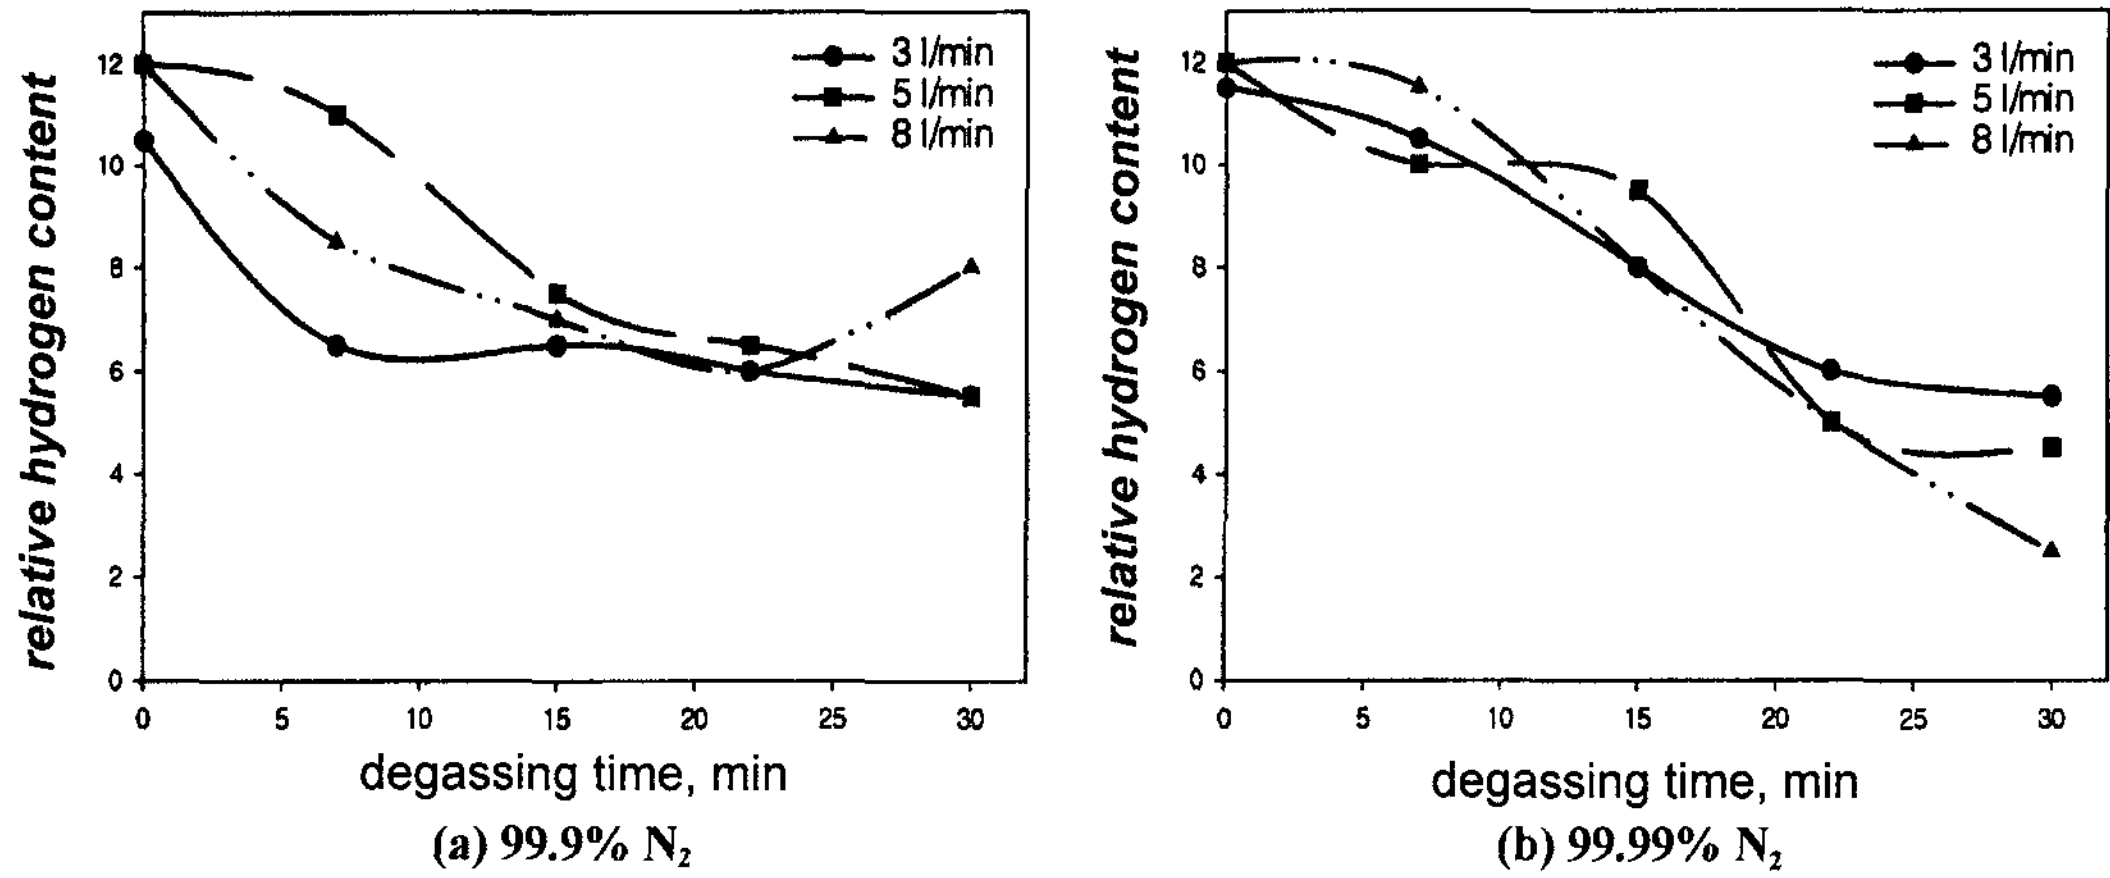 relative hydrogen content
12
10
8
6
4
2
0
3 l/min
5 l/min
8 l/min
0 5 10 15 20 25 30
degassing time, min
(a) 99.9% N₂
relative hydrogen content
12
10
8
6
4
2
0
3 l/min
5 l/min
8 l/min
0 5 10 15 20 25 30
degassing time, min
(b) 99.99% N₂